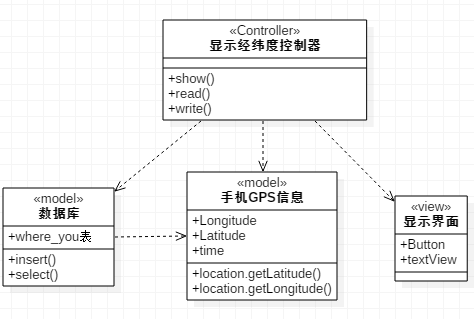 «Controller»
显示经纬度控制器
+show()
+read()
+write()
«model»
数据库
+where_you表
+insert()
+select()
«model»
手机GPS信息
+Longitude
+Latitude
+time
+location.getLatitude()
+location.getLongitude()
«view»
显示界面
+Button
+textView